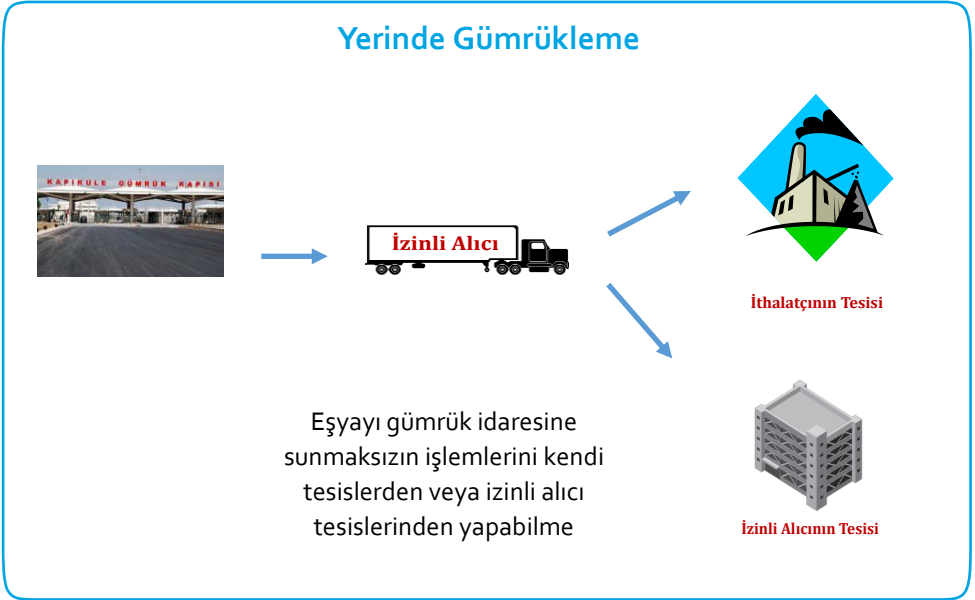 Yerinde Gümrükleme
KAPIKULE GÜMRÜK KAPISI
İzinli Alıcı
İthalatçının Tesisi
Eşyayı gümrük idaresine
sunmaksızın işlemlerini kendi
tesislerden veya izinli alıcı
tesislerinden yapabilme
İzinli Alıcının Tesisi